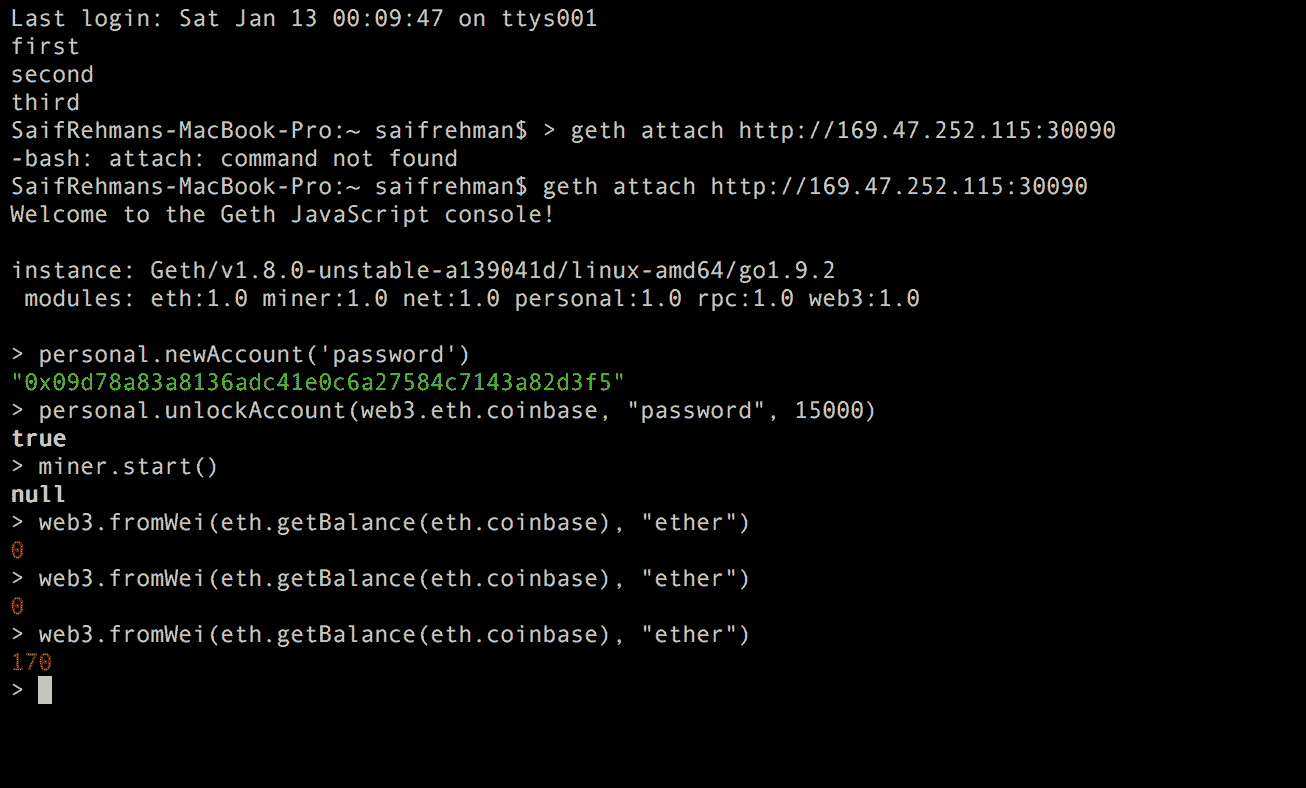 Last login: Sat Jan 13 00:09:47 on ttys001
first
second
third
SaifRehmans-MacBook-Pro:~ saifrehman$ > geth attach http://169.47.252.115:30090
-bash: attach: command not found
SaifRehmans-MacBook-Pro:~ saifrehman$ geth attach http://169.47.252.115:30090
Welcome to the Geth JavaScript console!

instance: Geth/v1.8.0-unstable-a139041d/linux-amd64/go1.9.2
 modules: eth:1.0 miner:1.0 net:1.0 personal:1.0 rpc:1.0 web3:1.0

> personal.newAccount('password')
"0x09d78a83a8136adc41e0c6a27584c7143a82d3f5"
> personal.unlockAccount(web3.eth.coinbase, "password", 15000)
true
> miner.start()
null
> web3.fromWei(eth.getBalance(eth.coinbase), "ether")
0
> web3.fromWei(eth.getBalance(eth.coinbase), "ether")
0
> web3.fromWei(eth.getBalance(eth.coinbase), "ether")
170
>